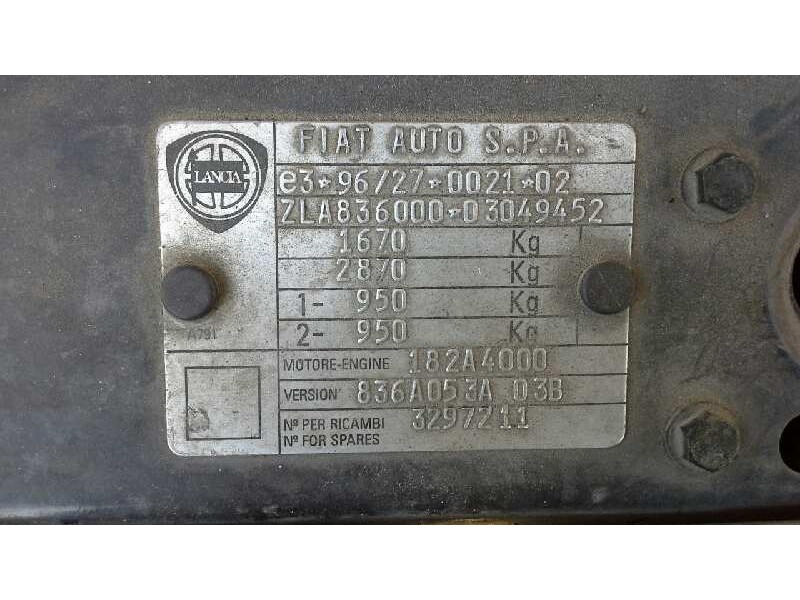 LANCIA
FIAT AUTO S.P.A.
e3*96/27*0021*02
ZLA836000*03049452
1670 Kg
2870 Kg
1- 950 Kg
2- 950 Kg
A791
MOTORE-ENGINE 182A4000
VERSION' 836A053A 03B
Nº PER RICAMBI 3297211
Nº FOR SPARES